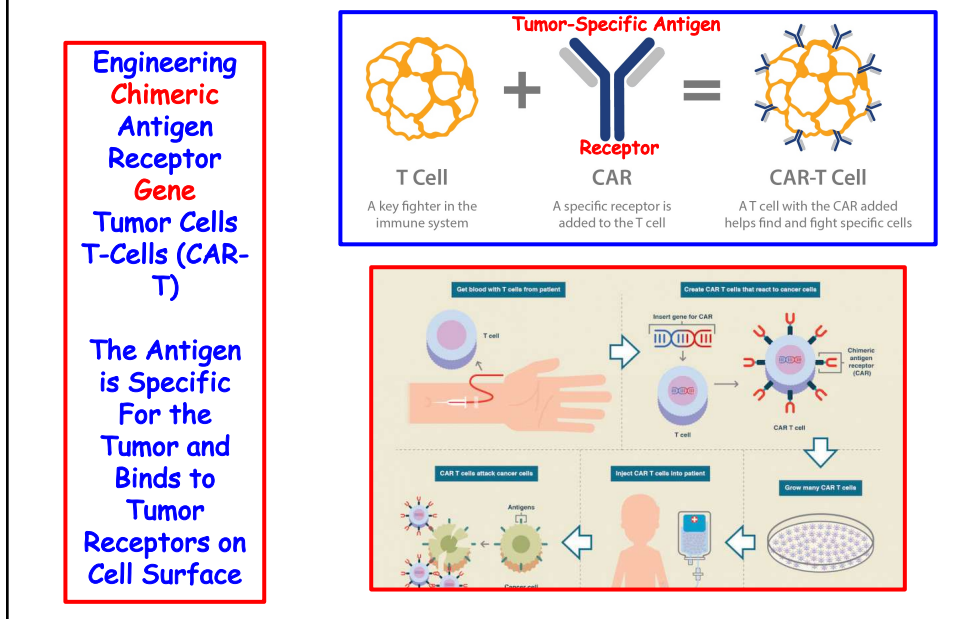 Engineering
Chimeric
Antigen
Receptor
Gene
Tumor Cells
T-Cells (CAR-
T)
The Antigen
is Specific
For the
Tumor and
Binds to
Tumor
Receptors on
Cell Surface
Tumor-Specific Antigen
+
=
Receptor
T Cell
A key fighter in the
immune system
CAR
A specific receptor is
added to the T cell
CAR-T Cell
A T cell with the CAR added
helps find and fight specific cells
Get blood with T cells from patient
T cell
Create CAR T cells that react to cancer cells
Insert gene for CAR
T cell
Chimeric
antigen
receptor
(CAR)
CAR T cell
Grow many CAR T cells
Inject CAR T cells into patient
CAR T cells attack cancer cells
Antigens
Cancer cell